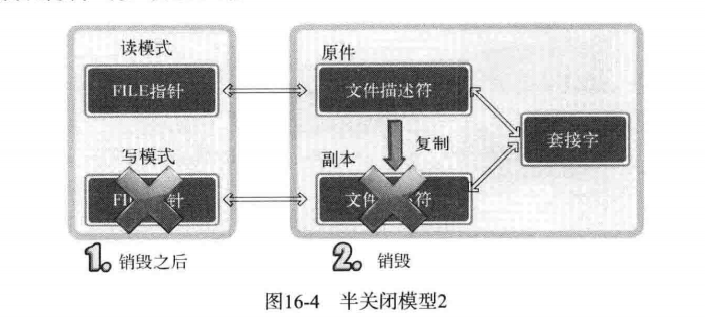 读模式
原件
FILE指针
文件描述符
复制
套接字
写模式
副本
FI 针
文件 符
1. 销毁之后
2. 销毁
图16-4 半关闭模型2